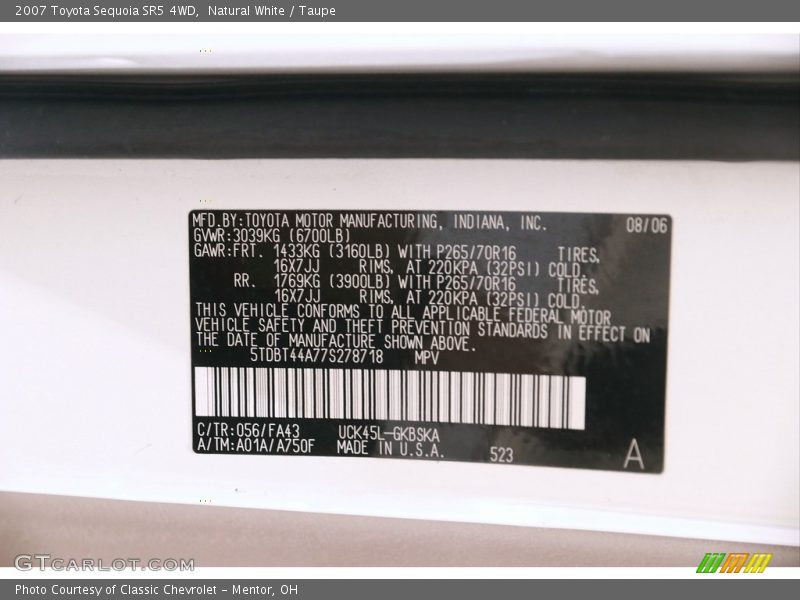 2007 Toyota Sequoia SR5 4WD,  Natural White / Taupe
MFD.BY:TOYOTA MOTOR MANUFACTURING, INDIANA, INC. 08/06
GVWR:3039KG (6700LB)
GAWR:FRT. 1433KG (3160LB) WITH P265/70R16 TIRES,
16X7JJ RIMS, AT 220KPA (32PSI) COLD.
RR. 1769KG (3900LB) WITH P265/70R16 TIRES,
16X7JJ RIMS, AT 220KPA (32PSI) COLD.
THIS VEHICLE CONFORMS TO ALL APPLICABLE FEDERAL MOTOR
VEHICLE SAFETY AND THEFT PREVENTION STANDARDS IN EFFECT ON
THE DATE OF MANUFACTURE SHOWN ABOVE.
5TDBT44A77S278718 MPV
C/TR:056/FA43 UCK45L-GKBSKA
A/TM:A01A/A750F MADE IN U.S.A. 523 A
GTCARLOT.COM
Photo Courtesy of Classic Chevrolet - Mentor, OH